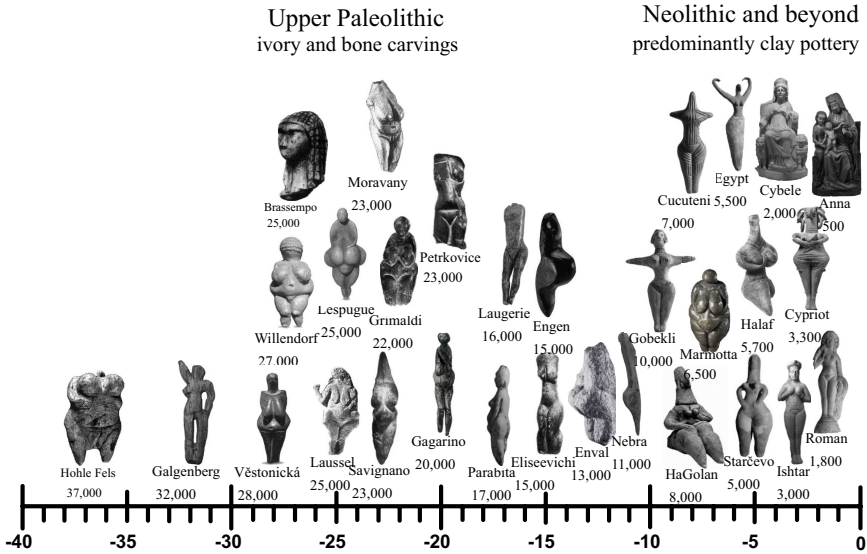 Upper Paleolithic
ivory and bone carvings
Neolithic and beyond
predominantly clay pottery
Brassempo
25,000
Moravany
23,000
Petrkovice
23,000
Cucuteni
7,000
Egypt
5,500
Cybele
2,000
Anna
500
Willendorf
27,000
Lespugue
25,000
Grimaldi
22,000
Laugerie
16,000
Engen
15,000
Gobekli
10,000
Marmotta
6,500
Halaf
5,700
Cypriot
3,300
Hohle Fels
37,000
Galgenberg
32,000
Věstonická
28,000
Laussel
25,000
Savignano
23,000
Gagarino
20,000
Parabita
17,000
Eliseevichi
15,000
Enval
13,000
Nebra
11,000
HaGolan
8,000
Starčevo
5,000
Ishtar
3,000
Roman
1,800
-40 -35 -30 -25 -20 -15 -10 -5 0